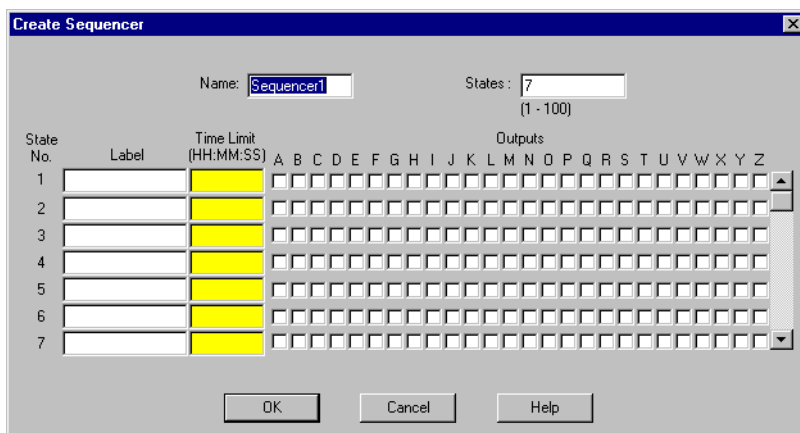 Create Sequencer
Name: Sequencer1 States : 7
(1 - 100)
State No. Label Time Limit (HH:MM:SS) Outputs
A B C D E F G H I J K L M N O P Q R S T U V W X Y Z
1
2
3
4
5
6
7
OK Cancel Help